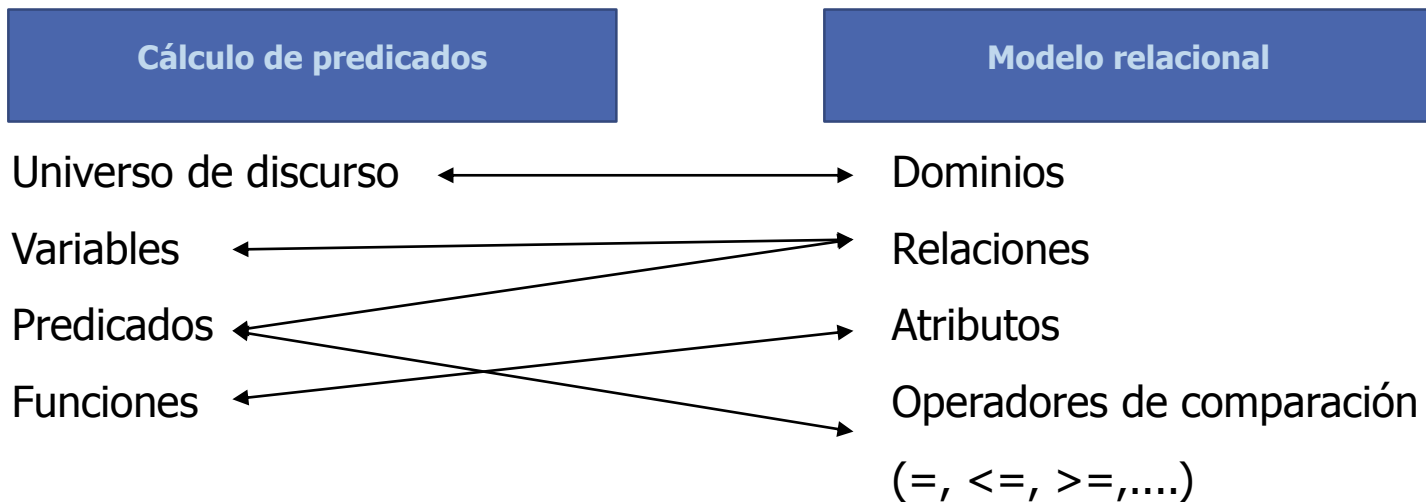 Cálculo de predicados
Modelo relacional
Universo de discurso
Dominios
Variables
Relaciones
Predicados
Atributos
Funciones
Operadores de comparación
(=, <=, >=,....)